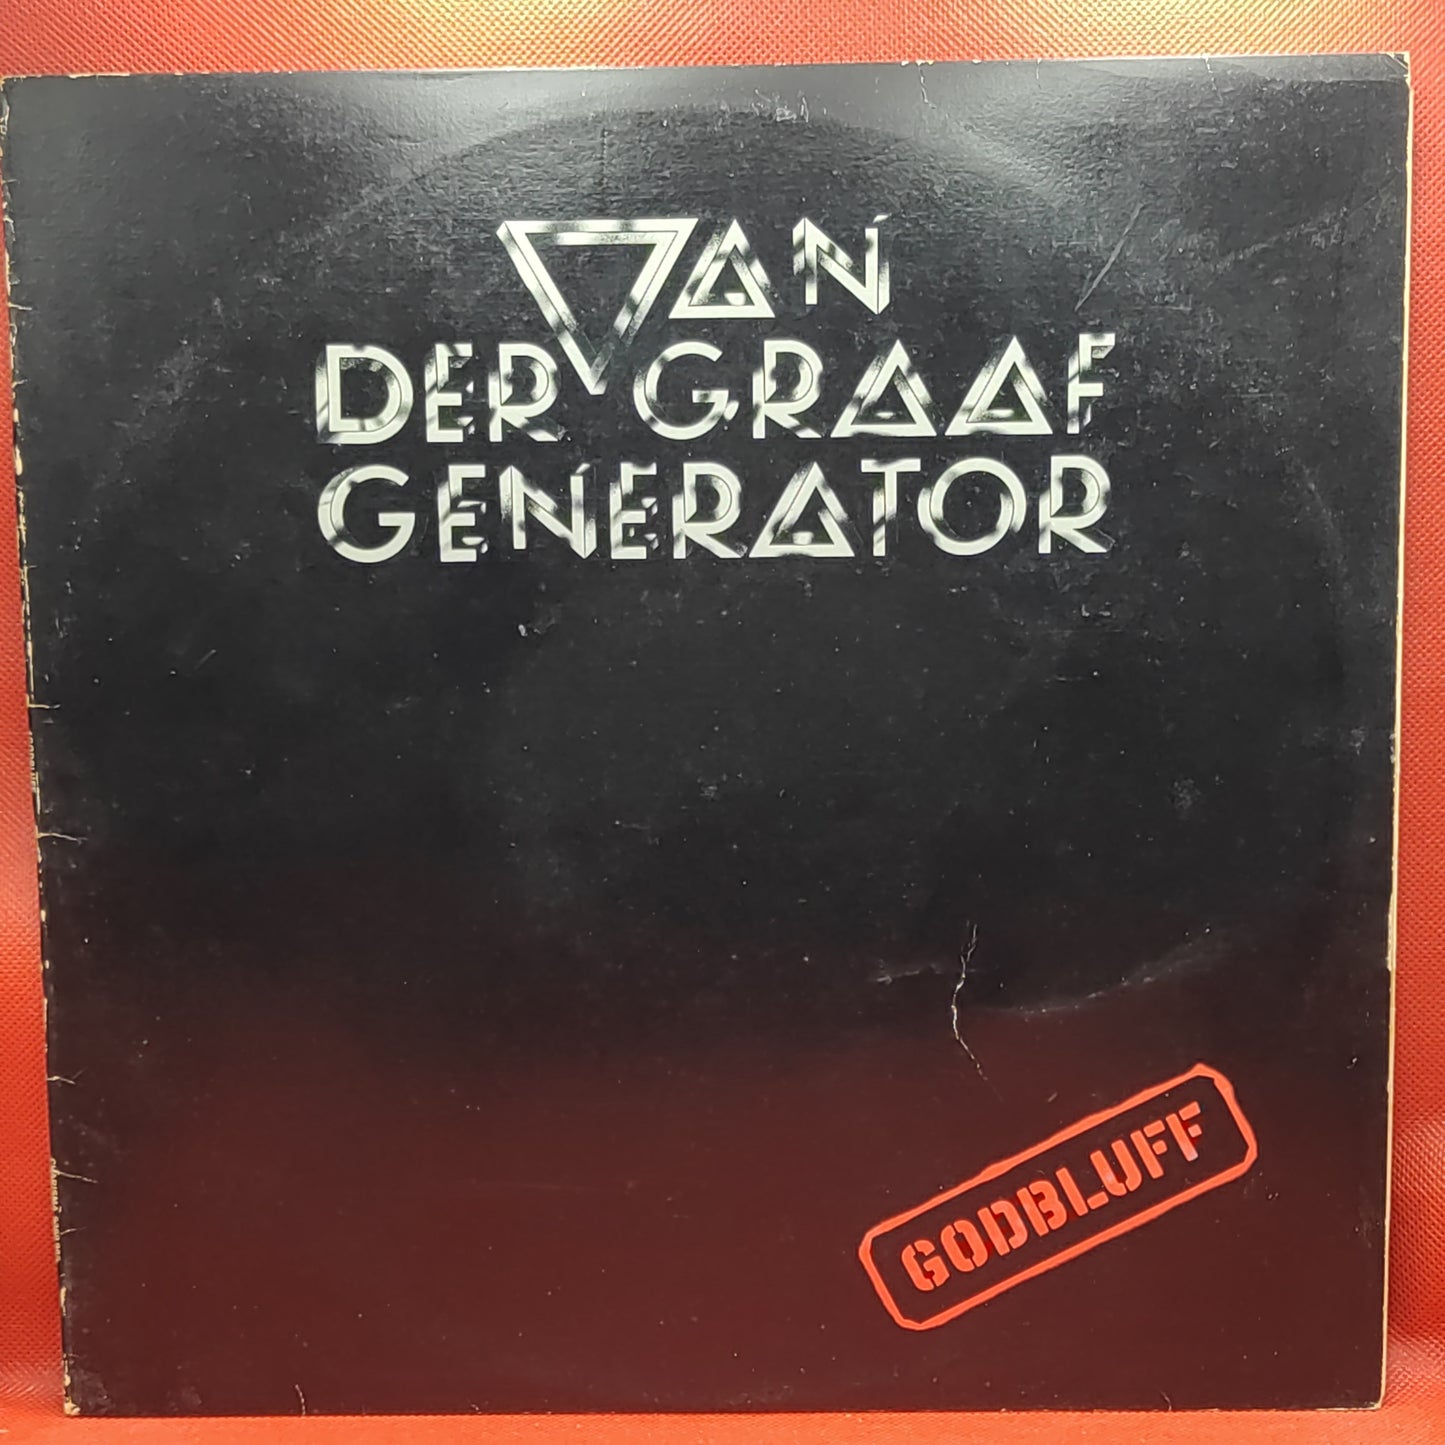 VAN
DER GRAAF
GENERATOR
GODBLUFF